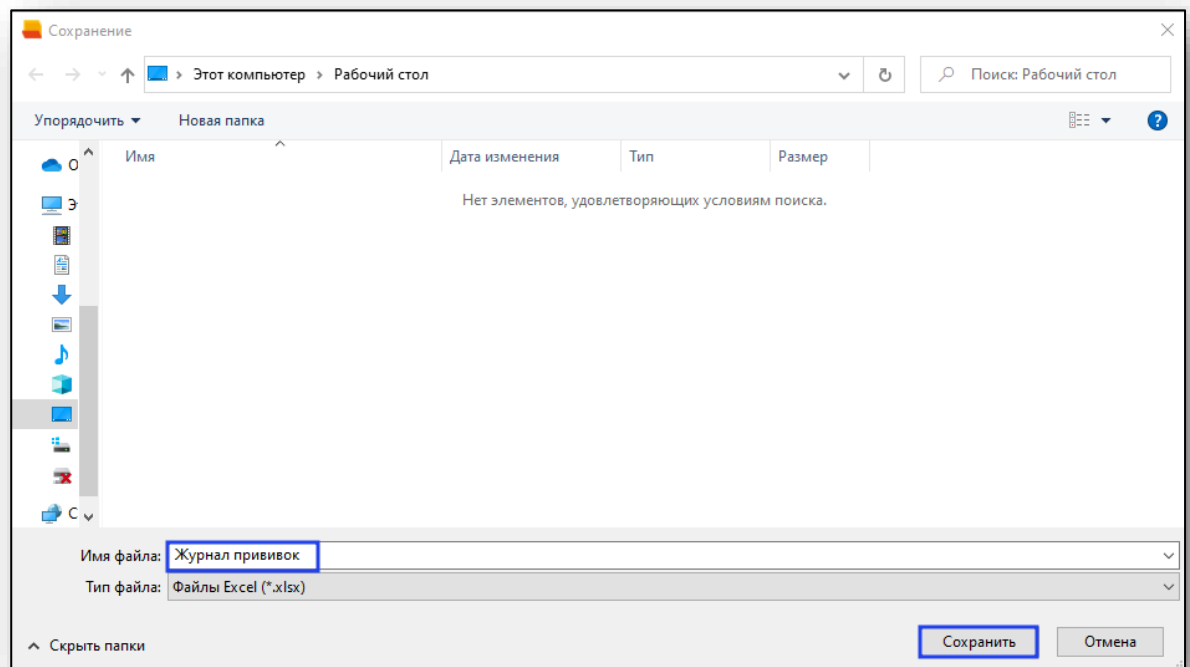 Сохранение
Этот компьютер › Рабочий стол
Поиск: Рабочий стол
Упорядочить
Новая папка
?
Имя
Дата изменения
Тип
Размер
О
Э
С
Нет элементов, удовлетворяющих условиям поиска.
Имя файла: Журнал прививок
Тип файла: Файлы Excel (*.xlsx)
Скрыть папки
Сохранить
Отмена